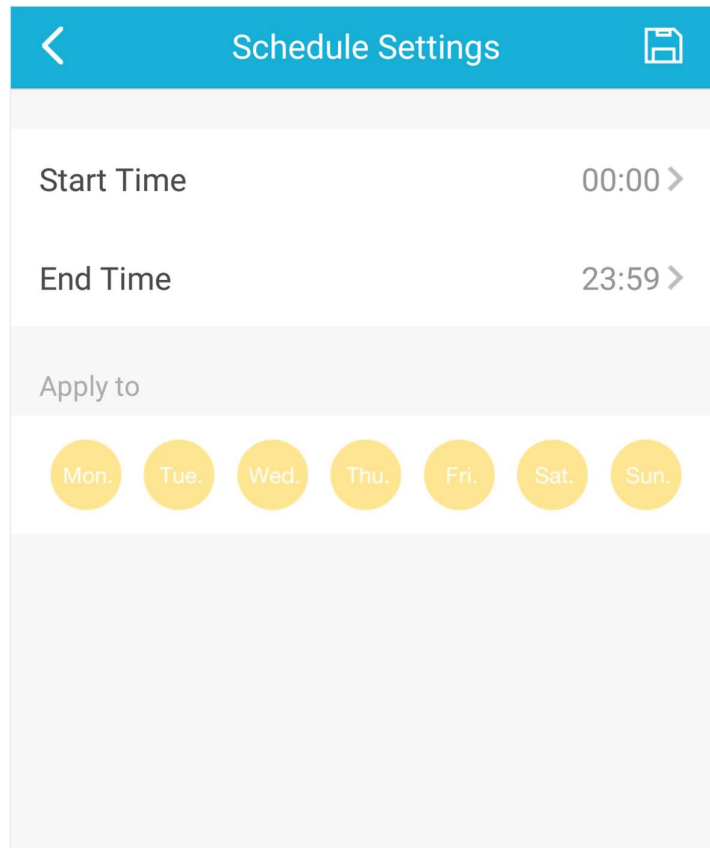 Schedule Settings
Start Time 00:00
End Time 23:59
Apply to
Mon. Tue. Wed. Thu. Fri. Sat. Sun.